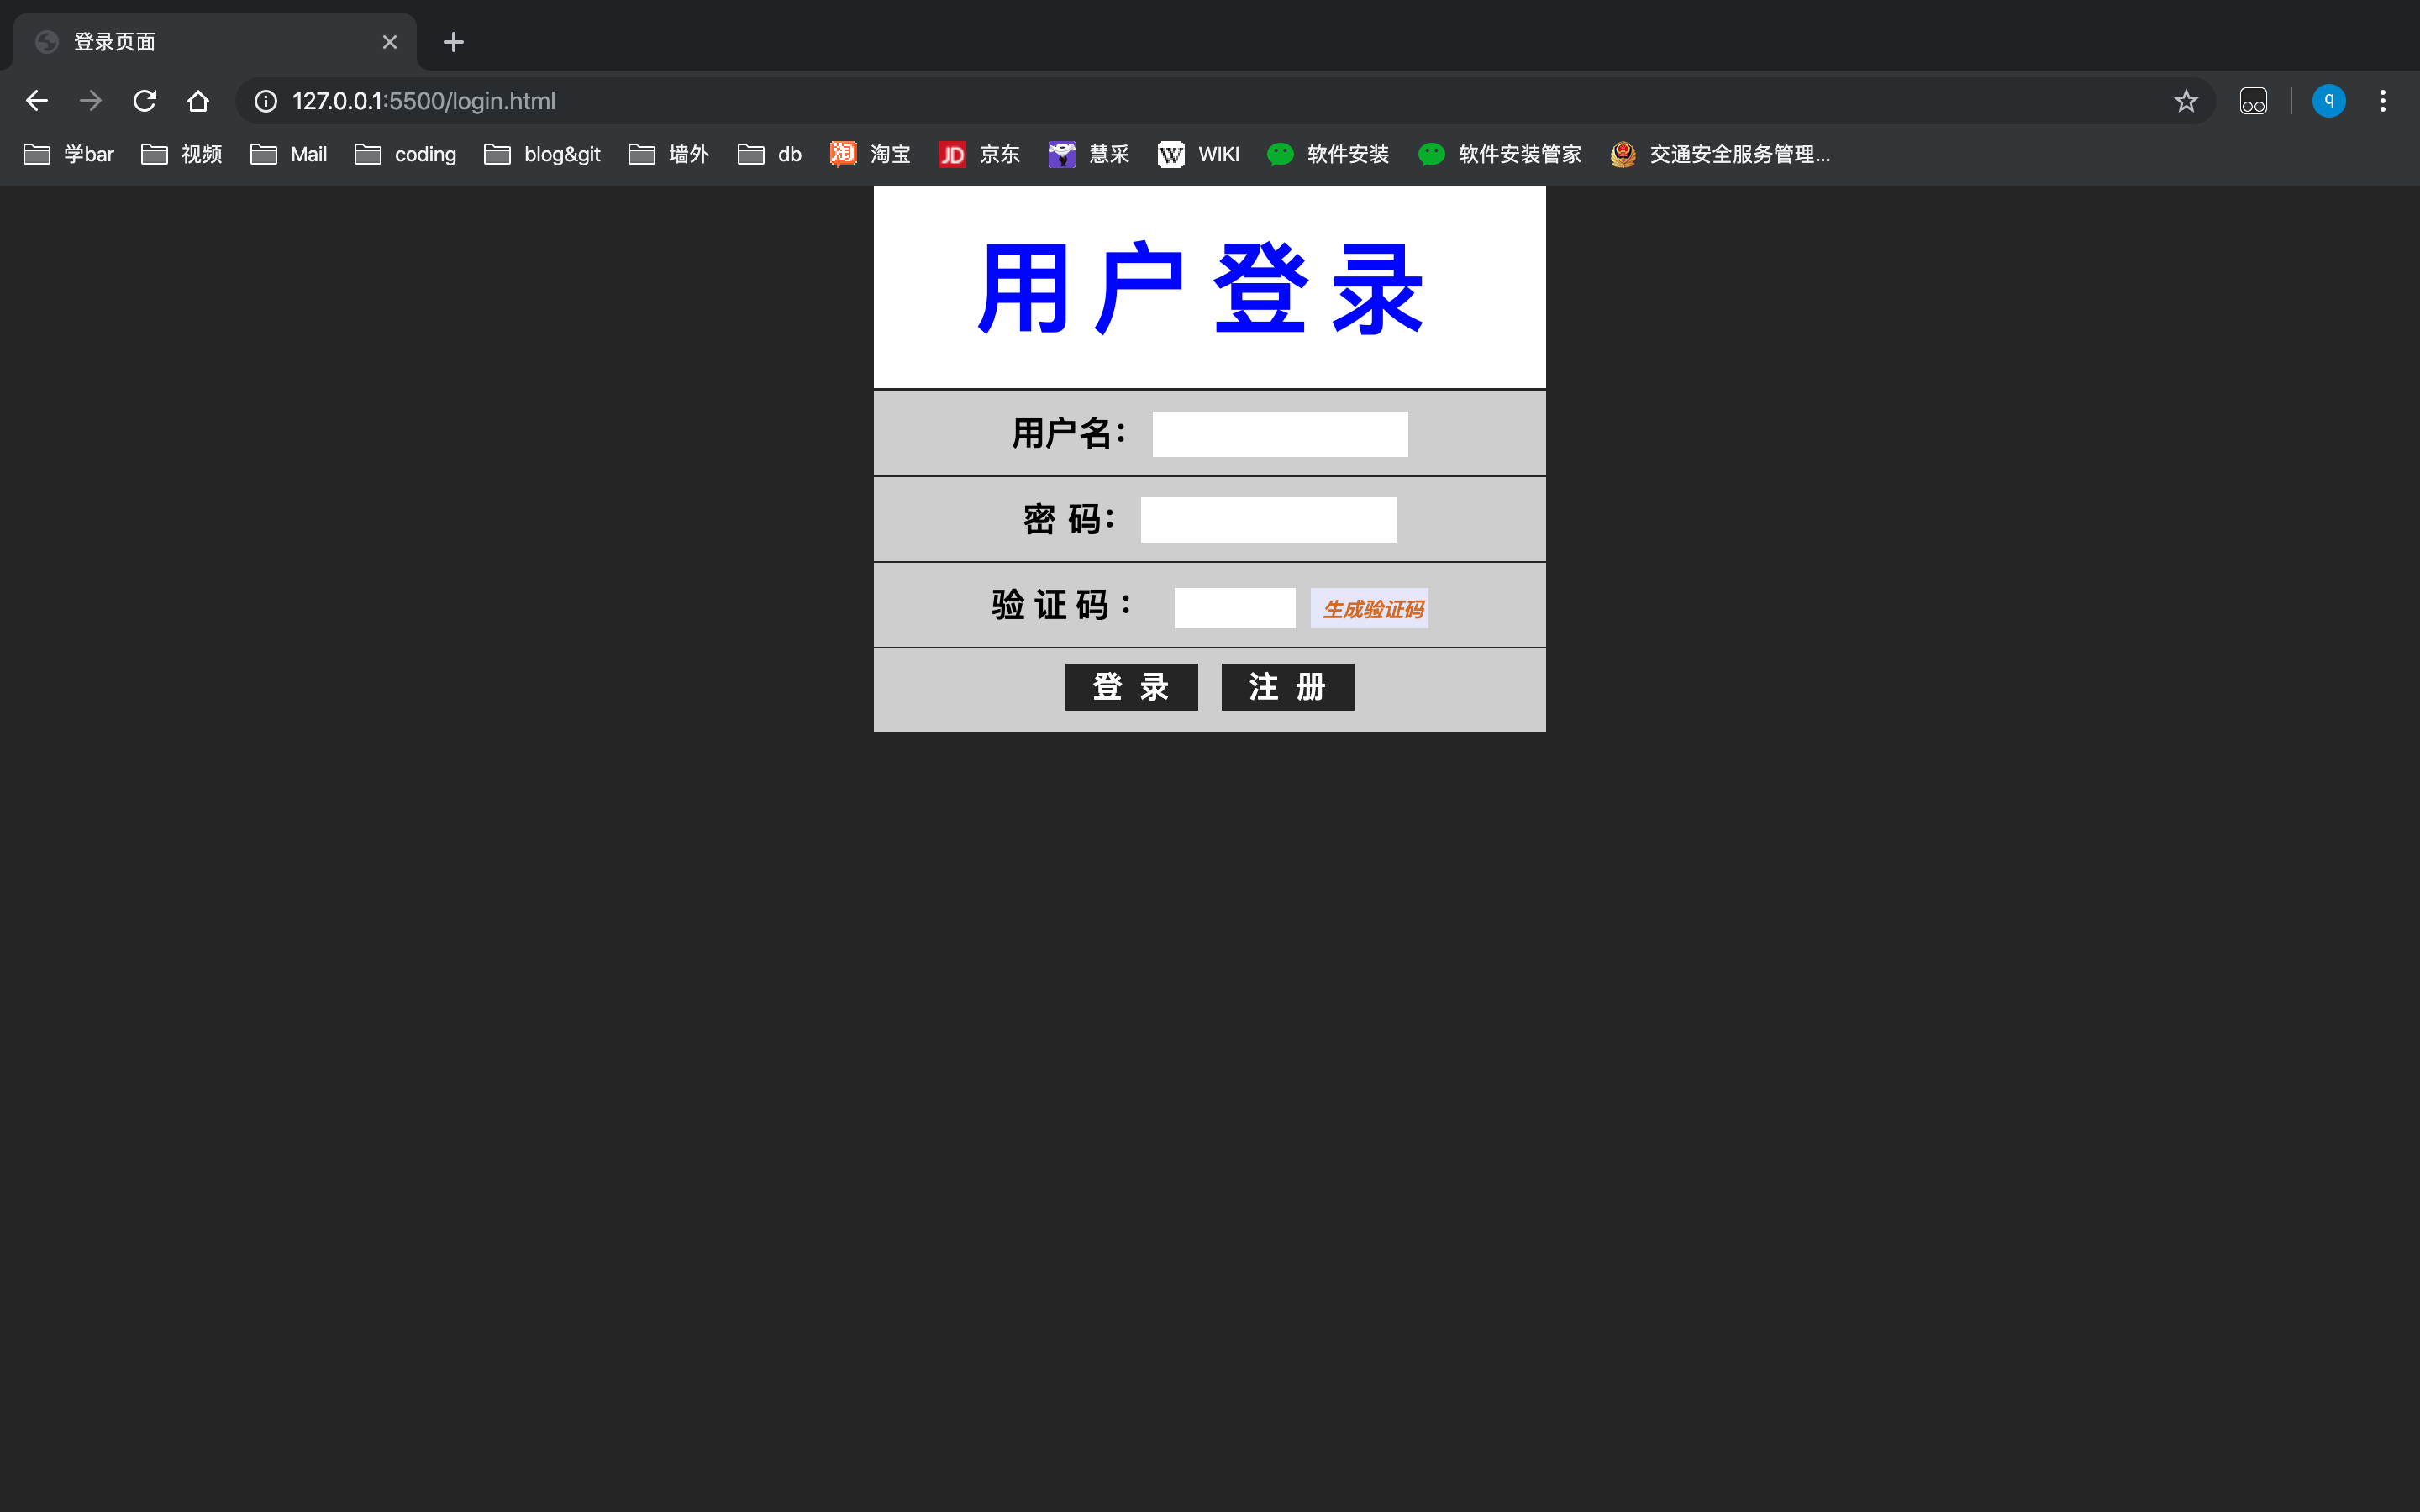 登录页面
127.0.0.1:5500/login.html
q
学bar 视频 Mail coding blog&git 墙外 db 淘 淘宝 JD 京东 慧采 W WIKI 软件安装 软件安装管家 交通安全服务管理...
用户登录
用户名：
密 码：
验 证 码 ： 生成验证码
登 录 注 册